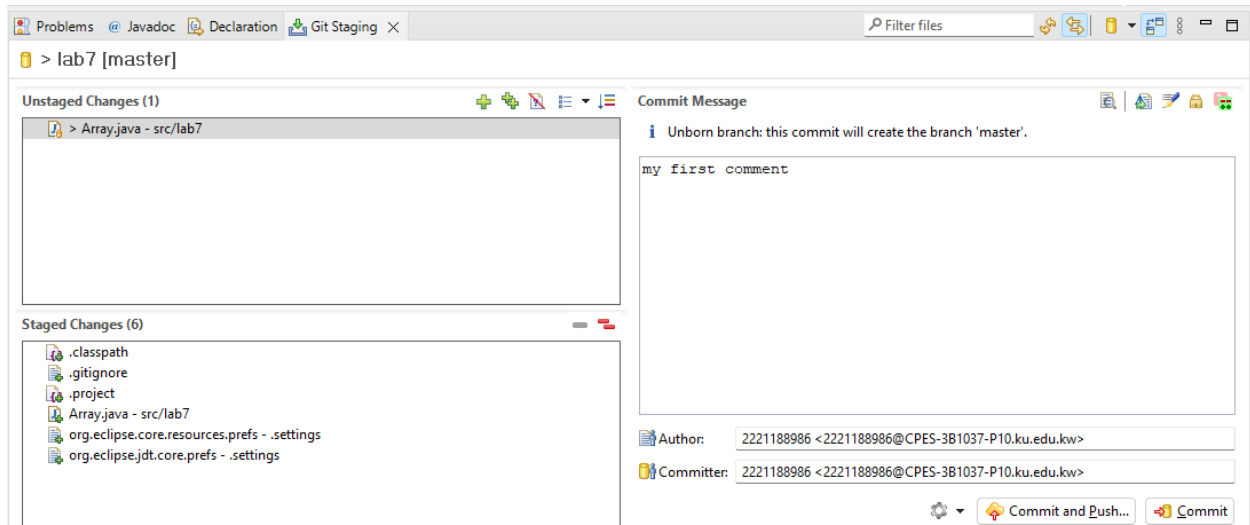 Problems @ Javadoc Declaration Git Staging
Filter files
> lab7 [master]
Unstaged Changes (1)
> Array.java - src/lab7
Staged Changes (6)
.classpath
.gitignore
.project
Array.java - src/lab7
org.eclipse.core.resources.prefs - .settings
org.eclipse.jdt.core.prefs - .settings
Commit Message
Unborn branch: this commit will create the branch 'master'.
my first comment
Author: 2221188986 <2221188986@CPES-3B1037-P10.ku.edu.kw>
Committer: 2221188986 <2221188986@CPES-3B1037-P10.ku.edu.kw>
Commit and Push... Commit